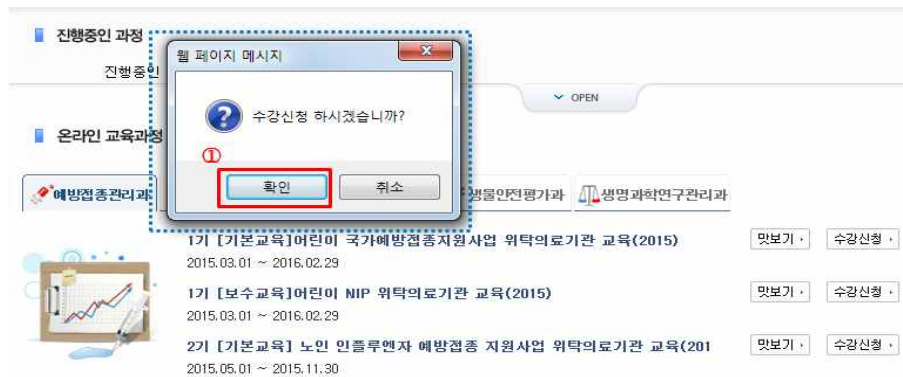 진행중인 과정
진행중인
웹 페이지 메시지
수강신청 하시겠습니까?
OPEN
온라인 교육과정
①
확인 취소
예방접종관리과 생물안전평가과 생명과학연구관리과
1기 [기본교육]어린이 국가예방접종지원사업 위탁의료기관 교육(2015) 맛보기 수강신청
2015.03.01 ~ 2016.02.29
1기 [보수교육]어린이 NIP 위탁의료기관 교육(2015) 맛보기 수강신청
2015.03.01 ~ 2016.02.29
2기 [기본교육] 노인 인플루엔자 예방접종 지원사업 위탁의료기관 교육(201 맛보기 수강신청
2015.05.01 ~ 2015.11.30